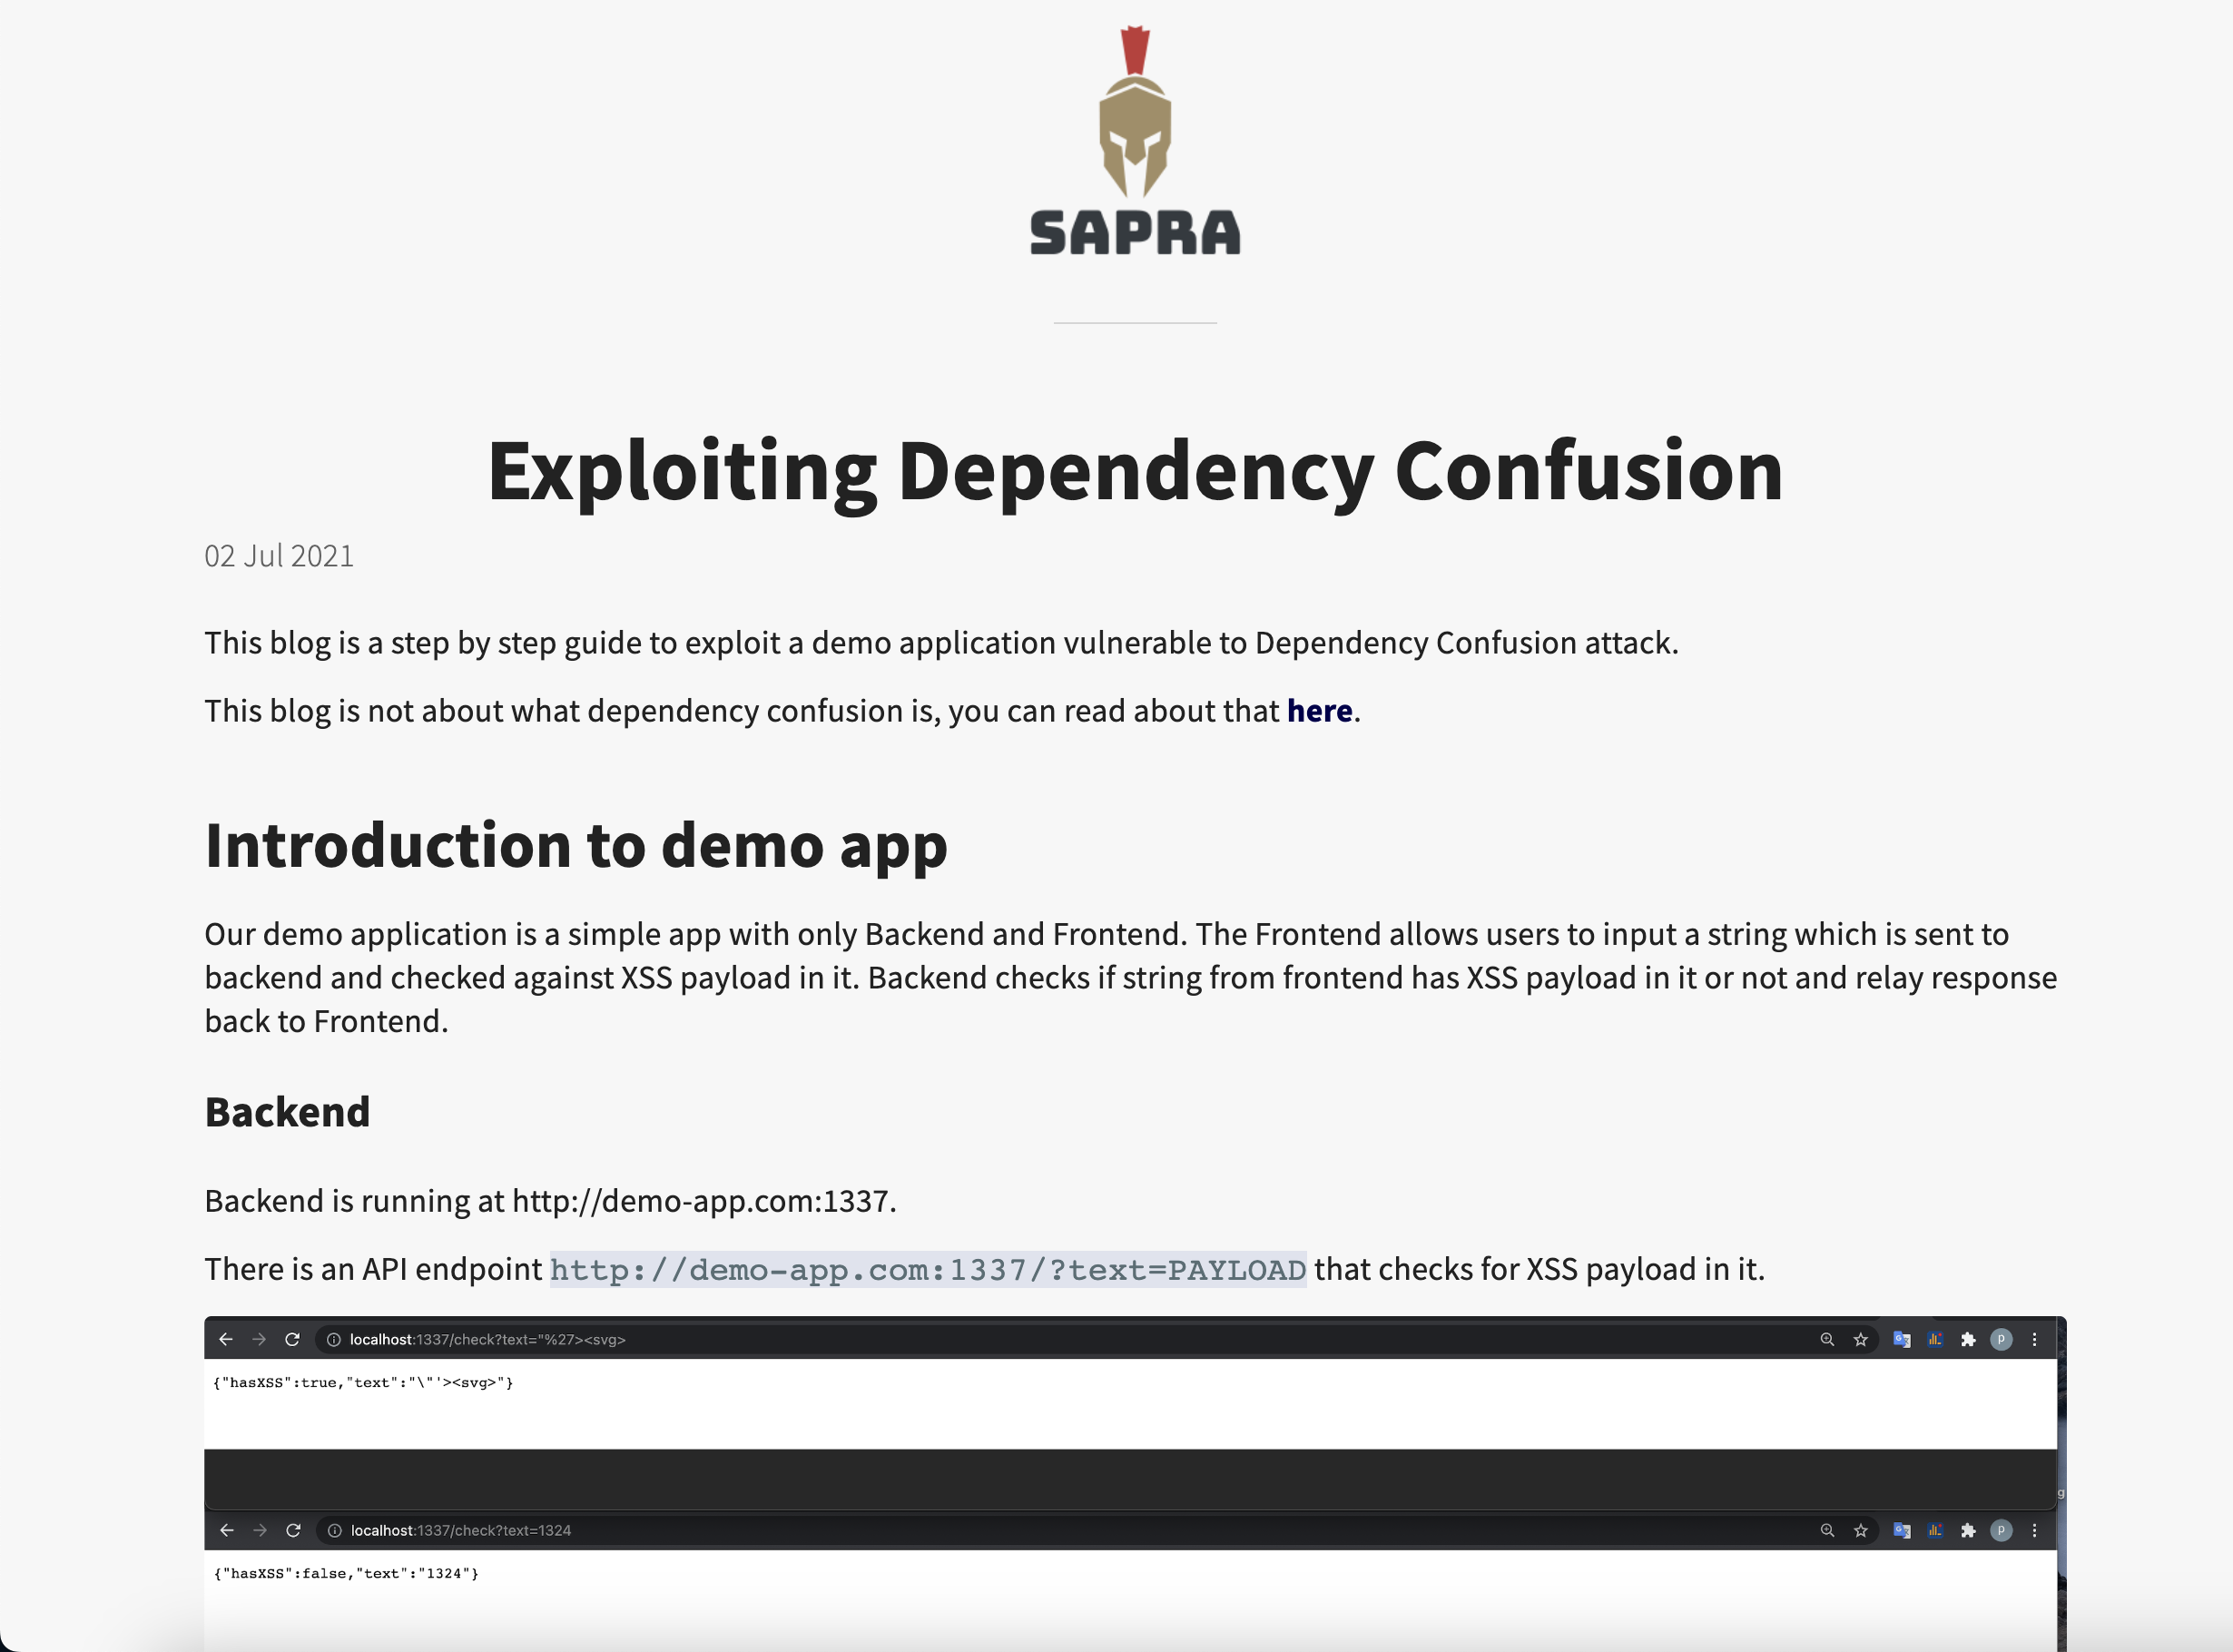 SAPRA
Exploiting Dependency Confusion
02 Jul 2021
This blog is a step by step guide to exploit a demo application vulnerable to Dependency Confusion attack.
This blog is not about what dependency confusion is, you can read about that here.
Introduction to demo app
Our demo application is a simple app with only Backend and Frontend. The Frontend allows users to input a string which is sent to
backend and checked against XSS payload in it. Backend checks if string from frontend has XSS payload in it or not and relay response
back to Frontend.
Backend
Backend is running at http://demo-app.com:1337.
There is an API endpoint http://demo-app.com:1337/?text=PAYLOAD that checks for XSS payload in it.
localhost:1337/check?text="%27><svg>
P
{"hasXSS":true,"text":"\"'><svg>"}
g
localhost:1337/check?text=1324
P
{"hasXSS":false,"text":"1324"}